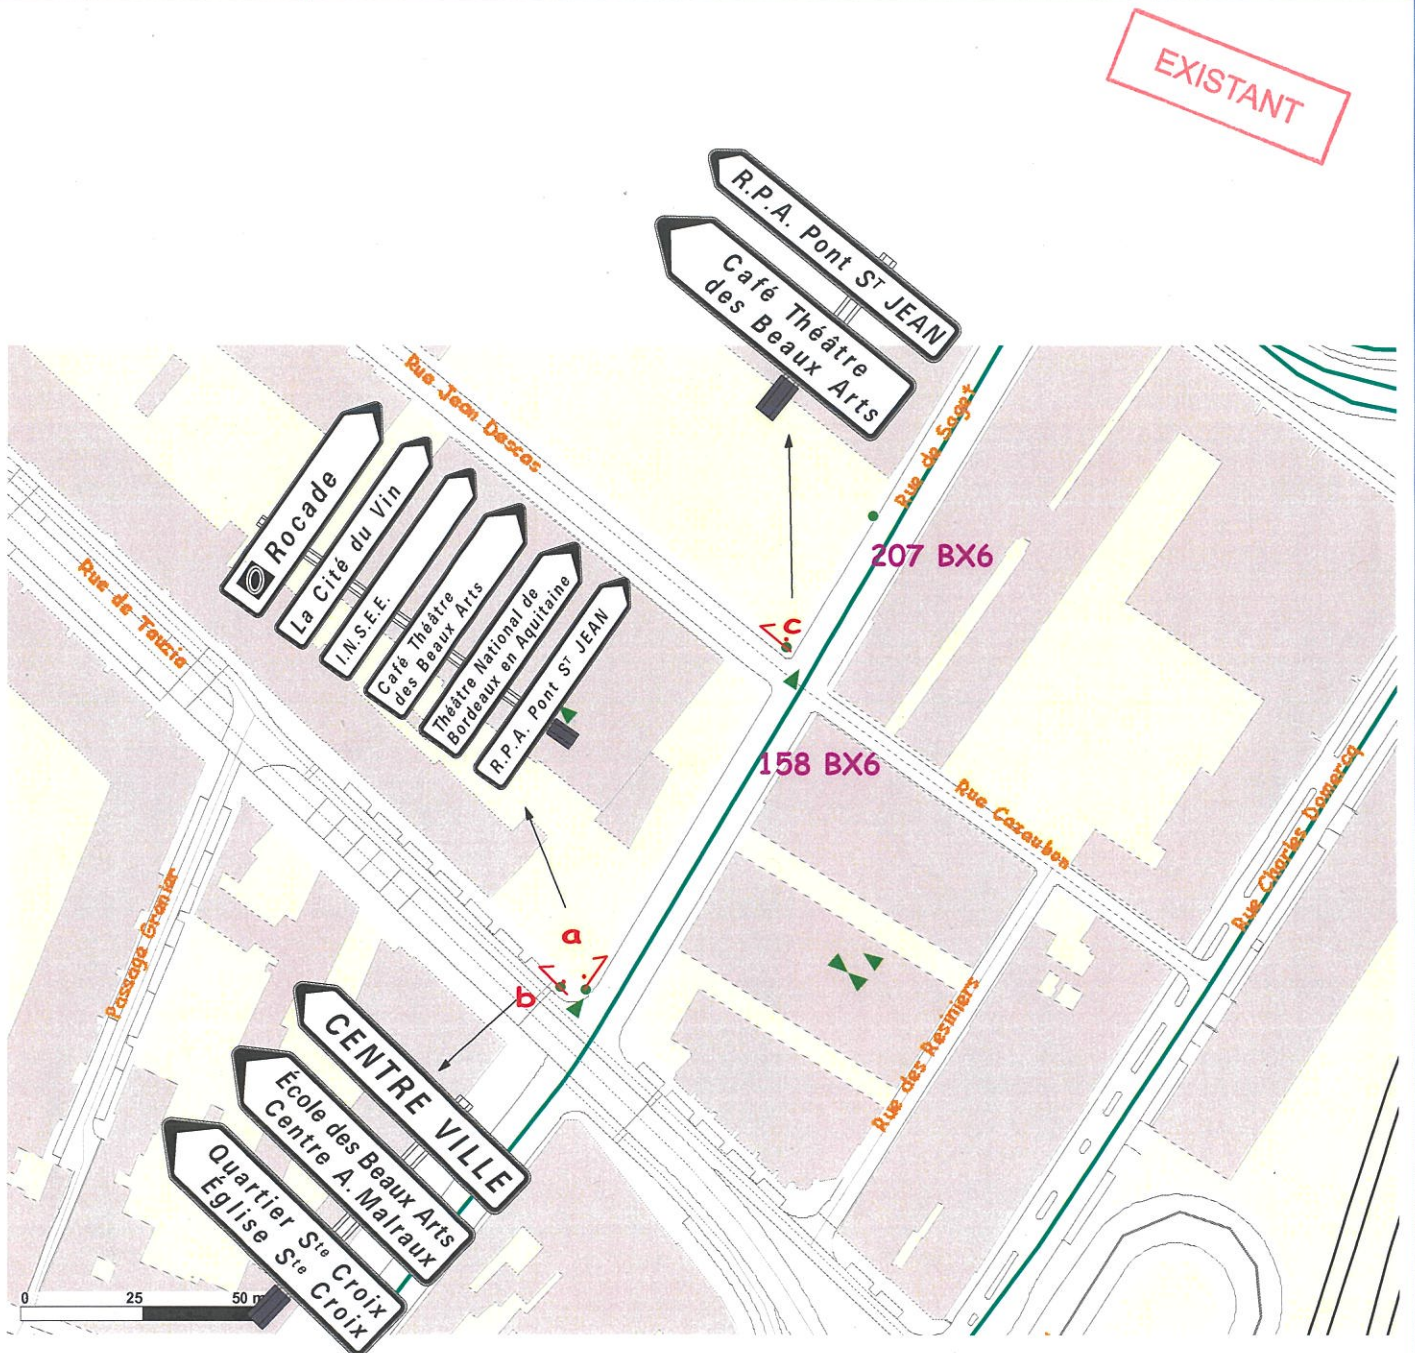 EXISTANT
R.P.A. Pont Sᵀ JEAN
Café Théâtre
des Beaux Arts
Rue Jean Descas
Rue de Saget
Rocade
La Cité du Vin
I.N.S.E.E.
Café Théâtre
des Beaux Arts
Théâtre National de
Bordeaux en Aquitaine
R.P.A. Pont Sᵀ JEAN
Rue de Tauzia
207 BX6
c
158 BX6
Rue Cazaubon
Rue Charles Domercq
Passage Granier
a
b
Rue des Resiniers
CENTRE VILLE
École des Beaux Arts
Centre A. Malraux
Quartier Sᵗᵉ Croix
Église Sᵗᵉ Croix
0 25 50 m